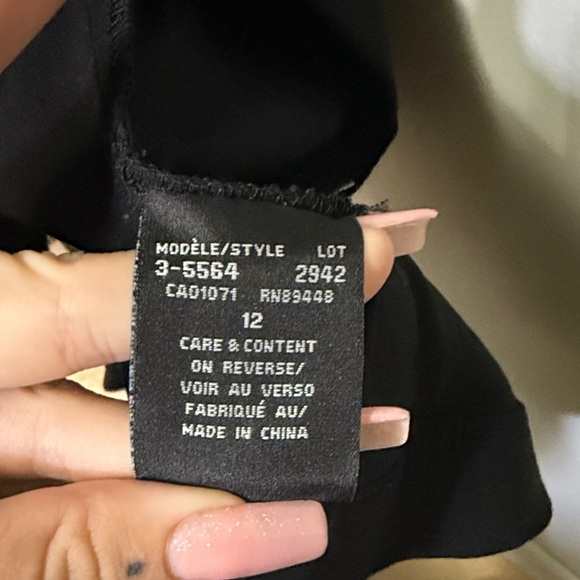 MODÈLE/STYLE LOT
3-5564 2942
CA01071 RN89448
12
CARE & CONTENT
ON REVERSE/
VOIR AU VERSO
FABRIQUÉ AU/
MADE IN CHINA